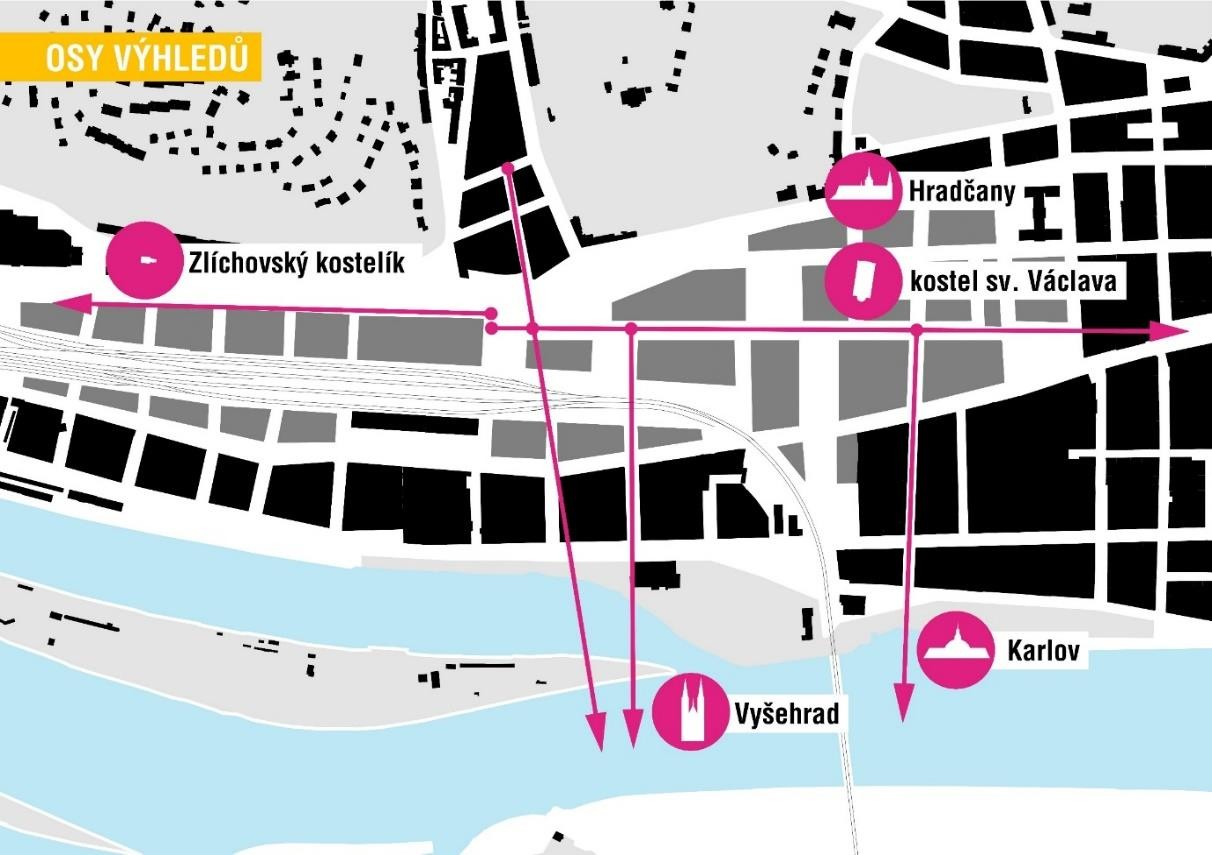 OSY VÝHLEDŮ
Hradčany
Zlíchovský kostelík
kostel sv. Václava
Karlov
Vyšehrad